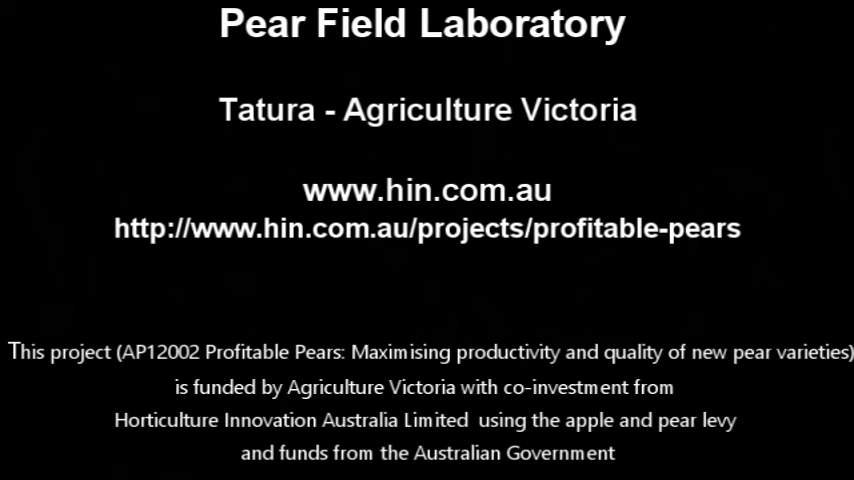 Pear Field Laboratory
Tatura - Agriculture Victoria
www.hin.com.au
http://www.hin.com.au/projects/profitable-pears
This project (AP12002 Profitable Pears: Maximising productivity and quality of new pear varieties)
is funded by Agriculture Victoria with co-investment from
Horticulture Innovation Australia Limited using the apple and pear levy
and funds from the Australian Government